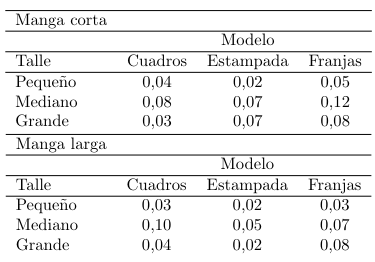 Manga corta
Modelo
Talle Cuadros Estampada Franjas
Pequeño 0,04 0,02 0,05
Mediano 0,08 0,07 0,12
Grande 0,03 0,07 0,08
Manga larga
Modelo
Talle Cuadros Estampada Franjas
Pequeño 0,03 0,02 0,03
Mediano 0,10 0,05 0,07
Grande 0,04 0,02 0,08